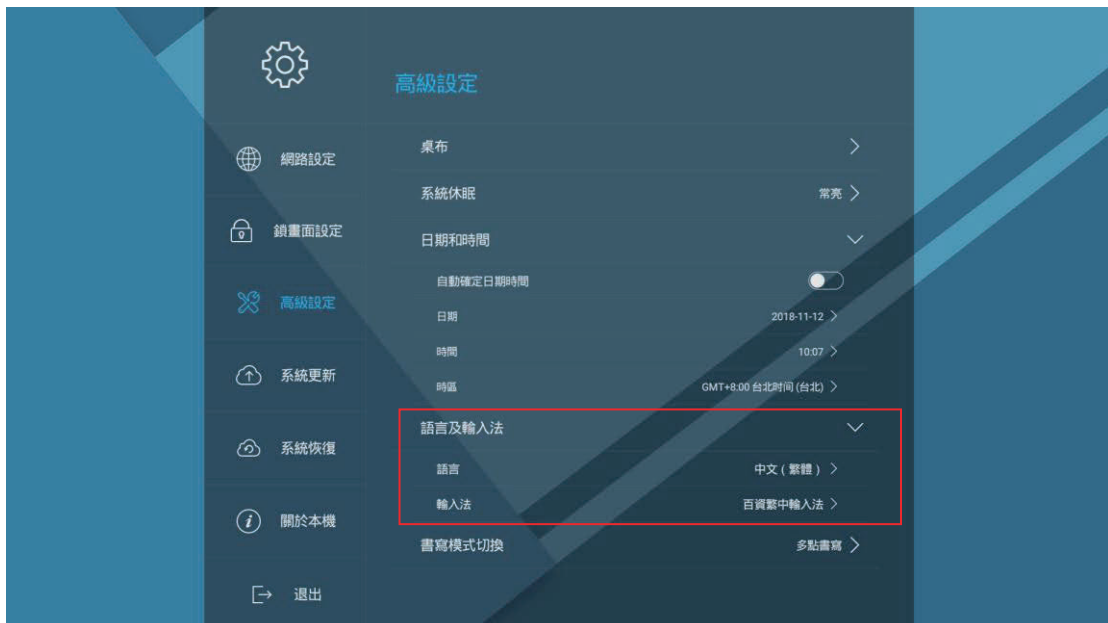 高級設定
網路設定
鎖畫面設定
高級設定
系統更新
系統恢復
關於本機
退出
桌布
系統休眠 常亮
日期和時間
自動確定日期時間
日期 2018-11-12
時間 10:07
時區 GMT+8:00 台北时间 (台北)
語言及輸入法
語言 中文 ( 繁體 )
輸入法 百資繁中輸入法
書寫模式切換 多點書寫